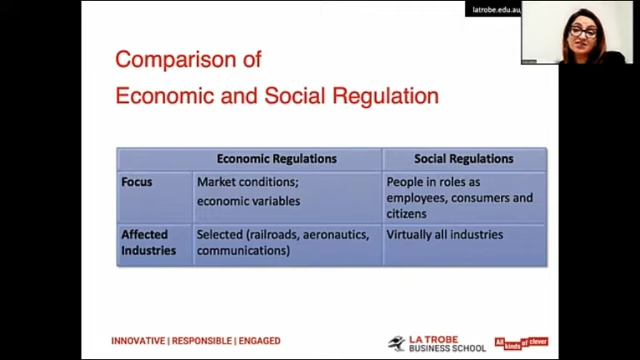 latrobe.edu.au
Comparison of
Economic and Social Regulation
Economic Regulations
Social Regulations
Focus
Market conditions;
economic variables
People in roles as
employees, consumers and
citizens
Affected
Industries
Selected (railroads, aeronautics,
communications)
Virtually all industries
INNOVATIVE | RESPONSIBLE | ENGAGED
LA TROBE
BUSINESS SCHOOL
All
kinds of clever